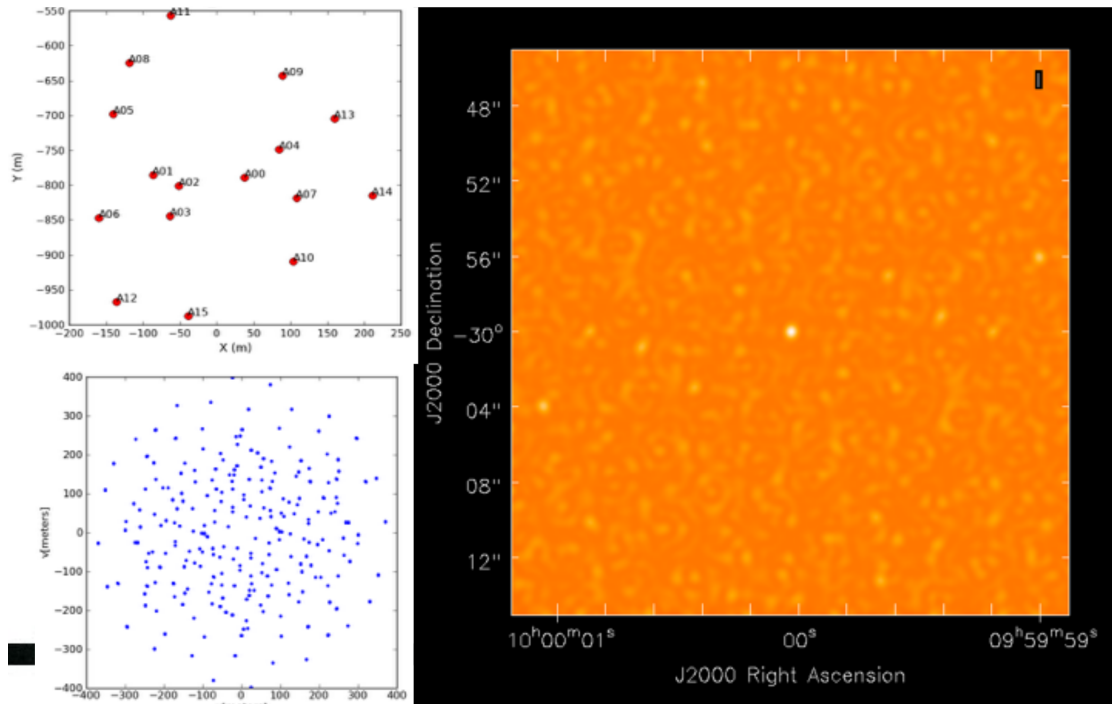 −550
−600
−650
−700
−750
−800
−850
−900
−950
−1000
Y (m)
A11
A08
A09
A05
A13
A04
A01
A02
A00
A07
A14
A06
A03
A10
A12
A15
−200 −150 −100 −50 0 50 100 150 200 250
X (m)
400
300
200
100
0
−100
−200
−300
−400
v[meters]
−400 −300 −200 −100 0 100 200 300 400
J2000 Declination
48"
52"
56"
−30°
04"
08"
12"
10ʰ00ᵐ01ˢ 00ˢ 09ʰ59ᵐ59ˢ
J2000 Right Ascension